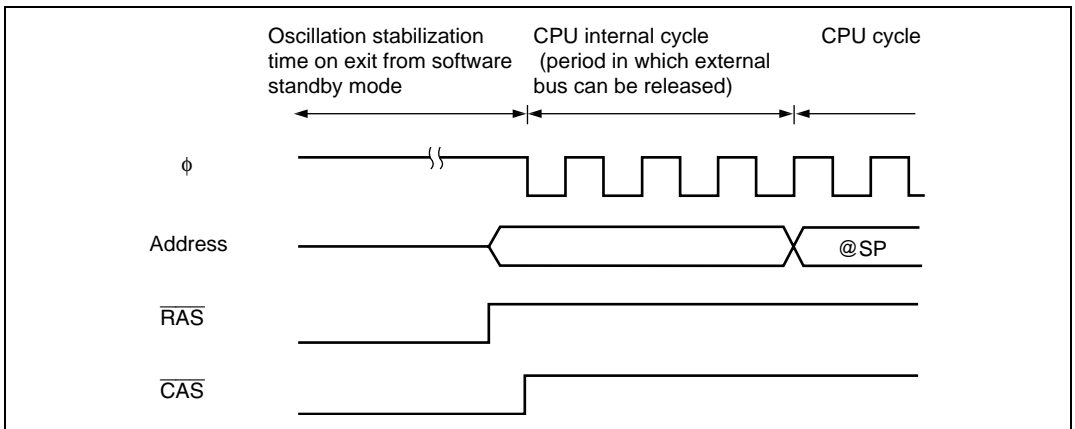 Oscillation stabilization
time on exit from software
standby mode
CPU internal cycle
(period in which external
bus can be released)
CPU cycle
ϕ
Address
@SP
RAS
CAS